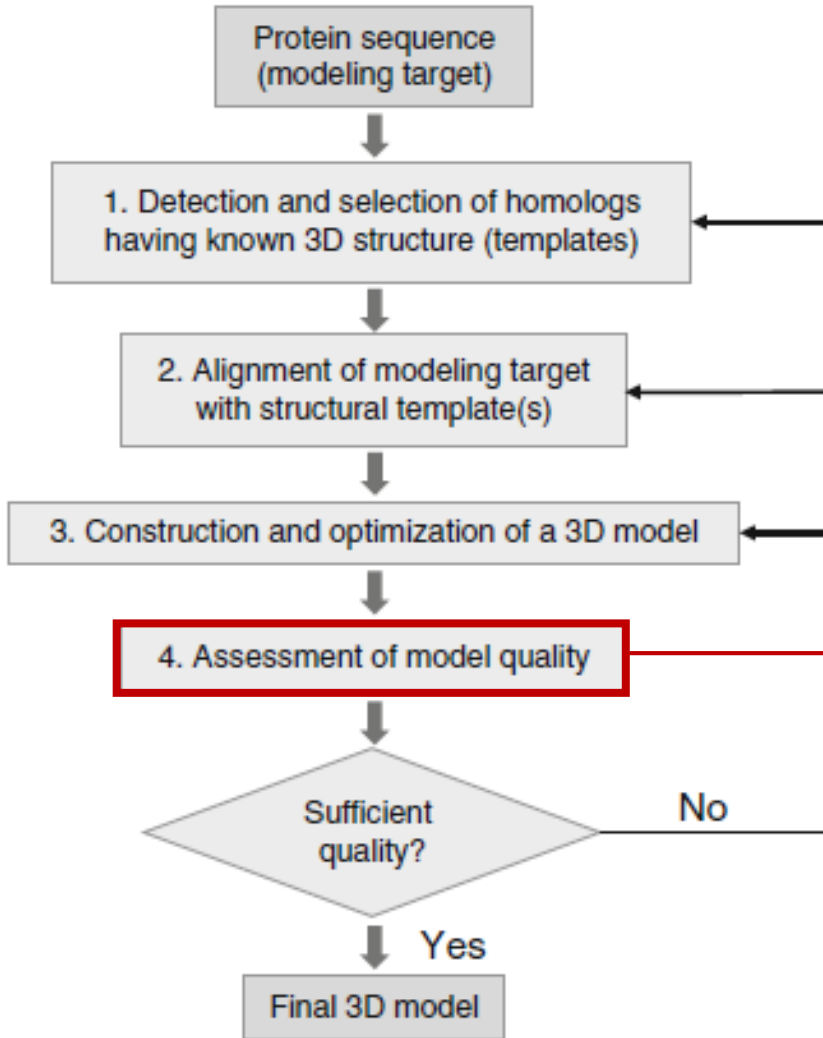 Protein sequence
(modeling target)
1. Detection and selection of homologs
having known 3D structure (templates)
2. Alignment of modeling target
with structural template(s)
3. Construction and optimization of a 3D model
4. Assessment of model quality
Sufficient
quality?
No
Yes
Final 3D model